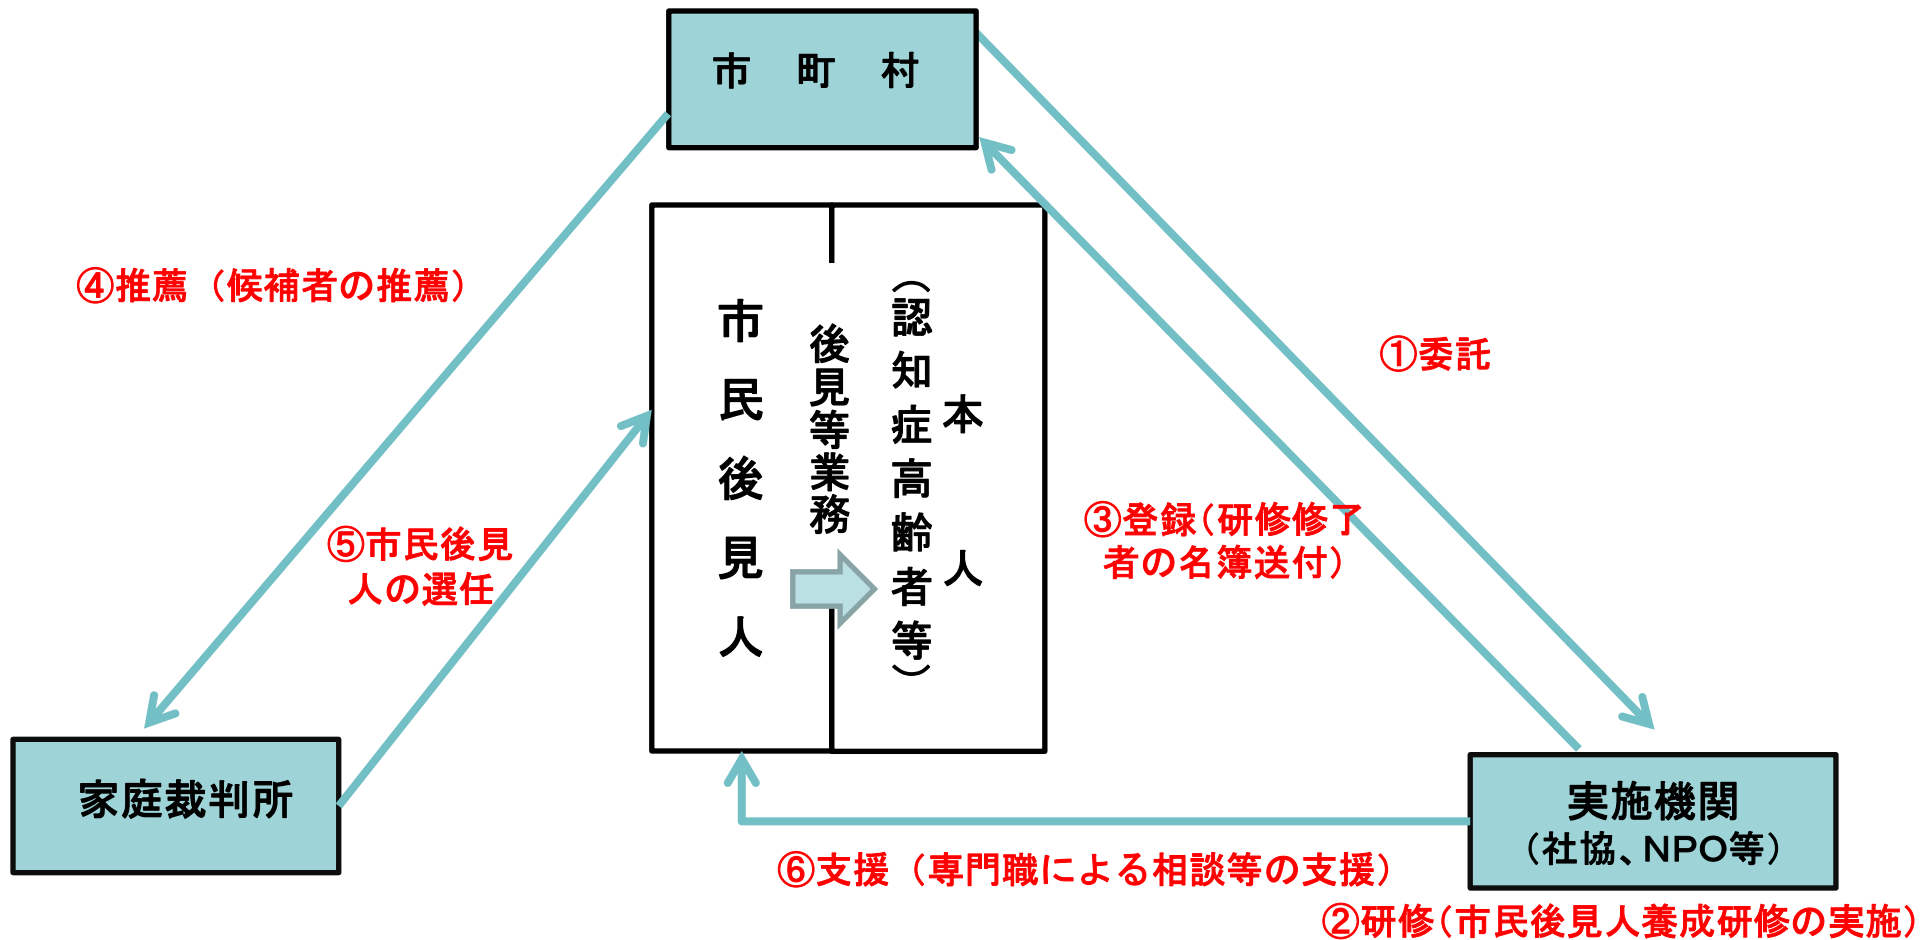 市 町 村
④推薦（候補者の推薦）
①委託
市民後見人
後見等業務
（認知症高齢者等）
本人
③登録（研修修了
者の名簿送付）
⑤市民後見
人の選任
家庭裁判所
実施機関
（社協、NPO等）
⑥支援（専門職による相談等の支援）
②研修（市民後見人養成研修の実施）